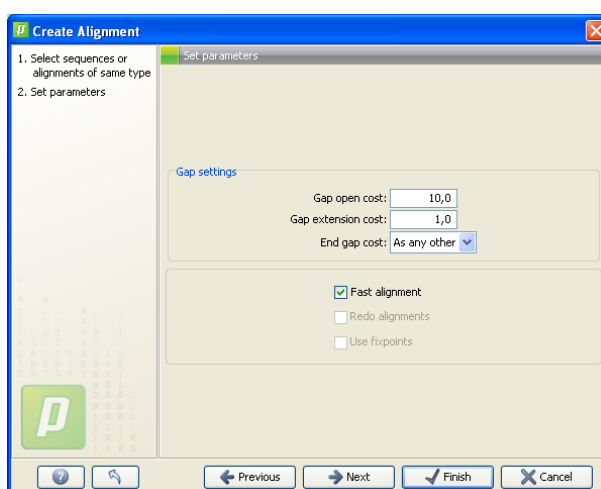 Create Alignment
1. Select sequences or
alignments of same type
2. Set parameters
Set parameters
Gap settings
Gap open cost: 10,0
Gap extension cost: 1,0
End gap cost: As any other
Fast alignment
Redo alignments
Use fixpoints
Previous Next Finish Cancel